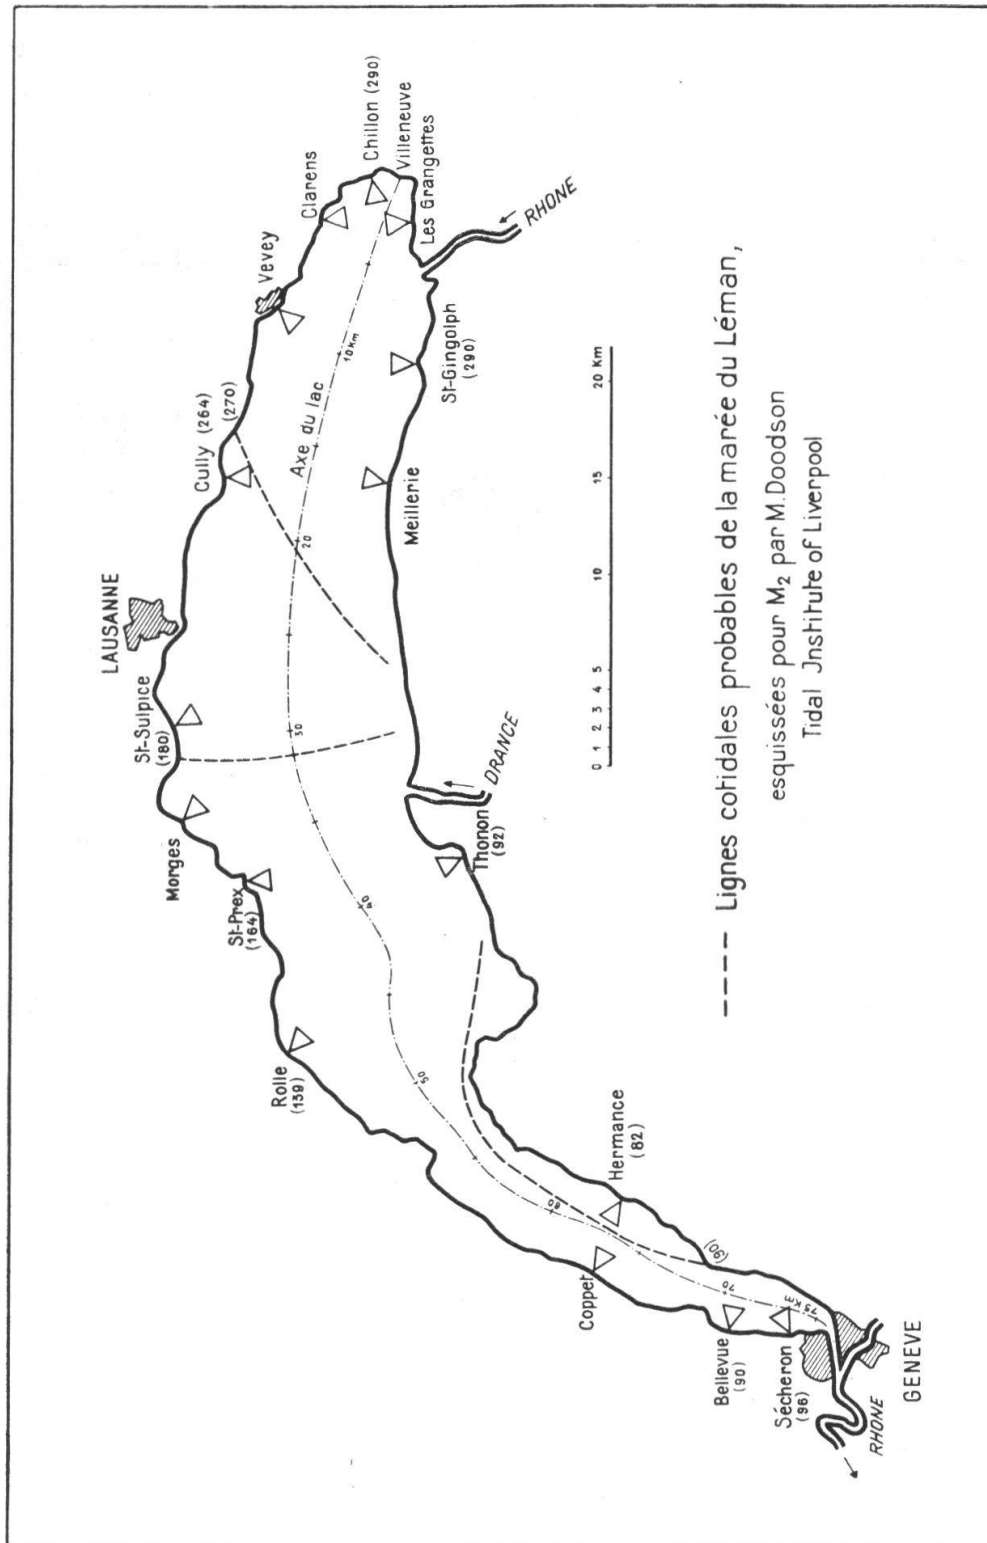 LAUSANNE
St-Sulpice
(180)
Morges
St-Prex
(164)
Rolle
(139)
Coppet
Bellevue
(90)
Sécheron
(96)
RHONE
GENEVE
Cully (264)
(270)
Vevey
Clarens
Chillon (290)
Villeneuve
Les Grangettes
RHONE
St-Gingolph
(290)
Meillerie
DRANCE
Thonon
(92)
Hermance
(82)
(90)
Axe du lac
10 Km
20
30
40
50
60
70
75 KM
0 1 2 3 4 5 10 15 20 Km
Lignes cotidales probables de la marée du Léman,
esquissées pour M₂ par M. Doodson
Tidal Jnstitute of Liverpool